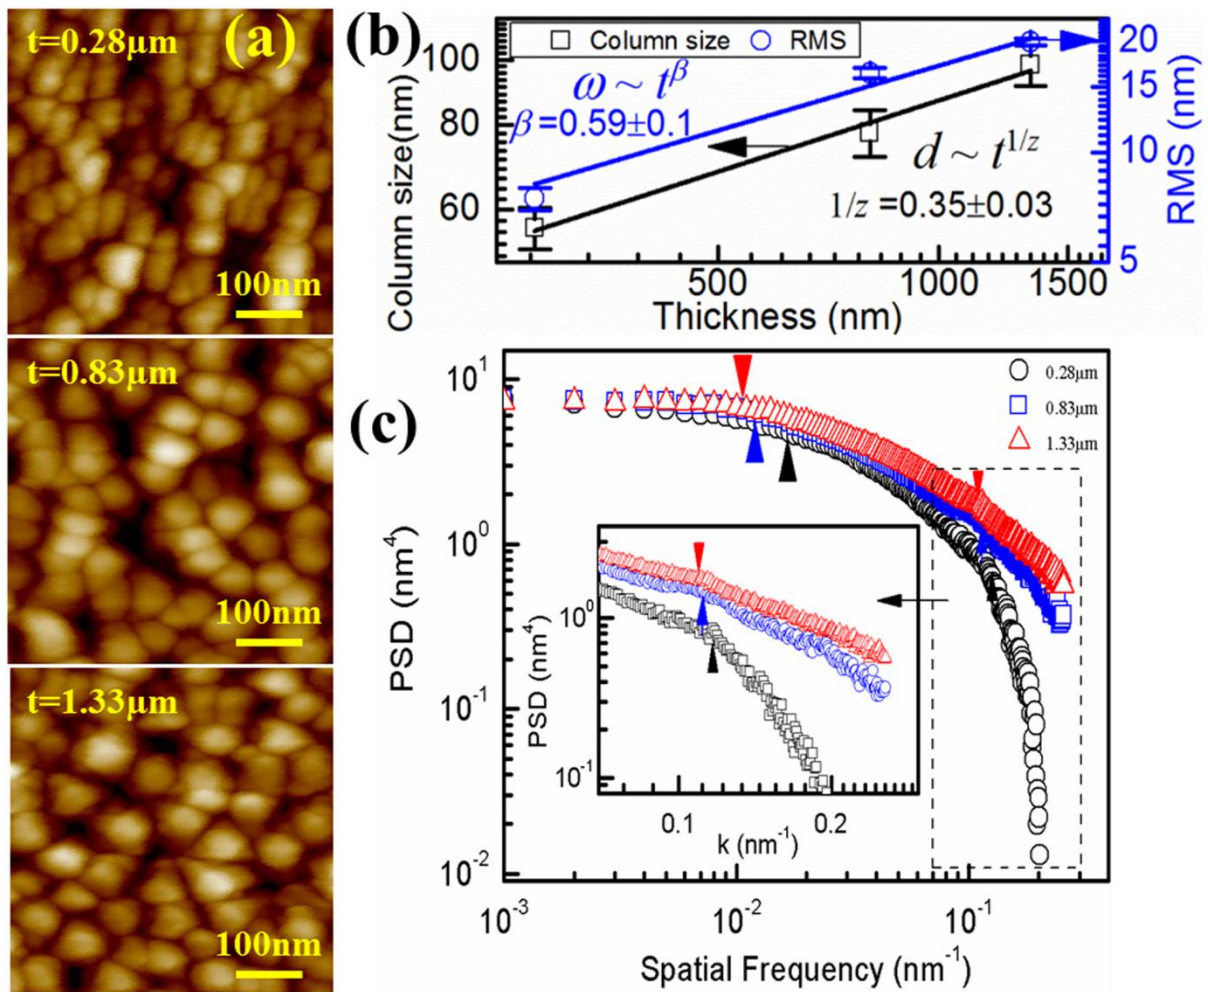 t=0.28μm
(a)
100nm
t=0.83μm
100nm
t=1.33μm
100nm
(b)
Column size
RMS
ω ~ t^β
β =0.59±0.1
d ~ t^1/z
1/z =0.35±0.03
Column size(nm)
100
80
60
RMS (nm)
20
15
10
5
500
1000
1500
Thickness (nm)
(c)
0.28μm
0.83μm
1.33μm
PSD (nm^4)
10^1
10^0
10^-1
10^-2
PSD (nm^4)
10^0
10^-1
0.1
0.2
k (nm^-1)
10^-3
10^-2
10^-1
Spatial Frequency (nm^-1)